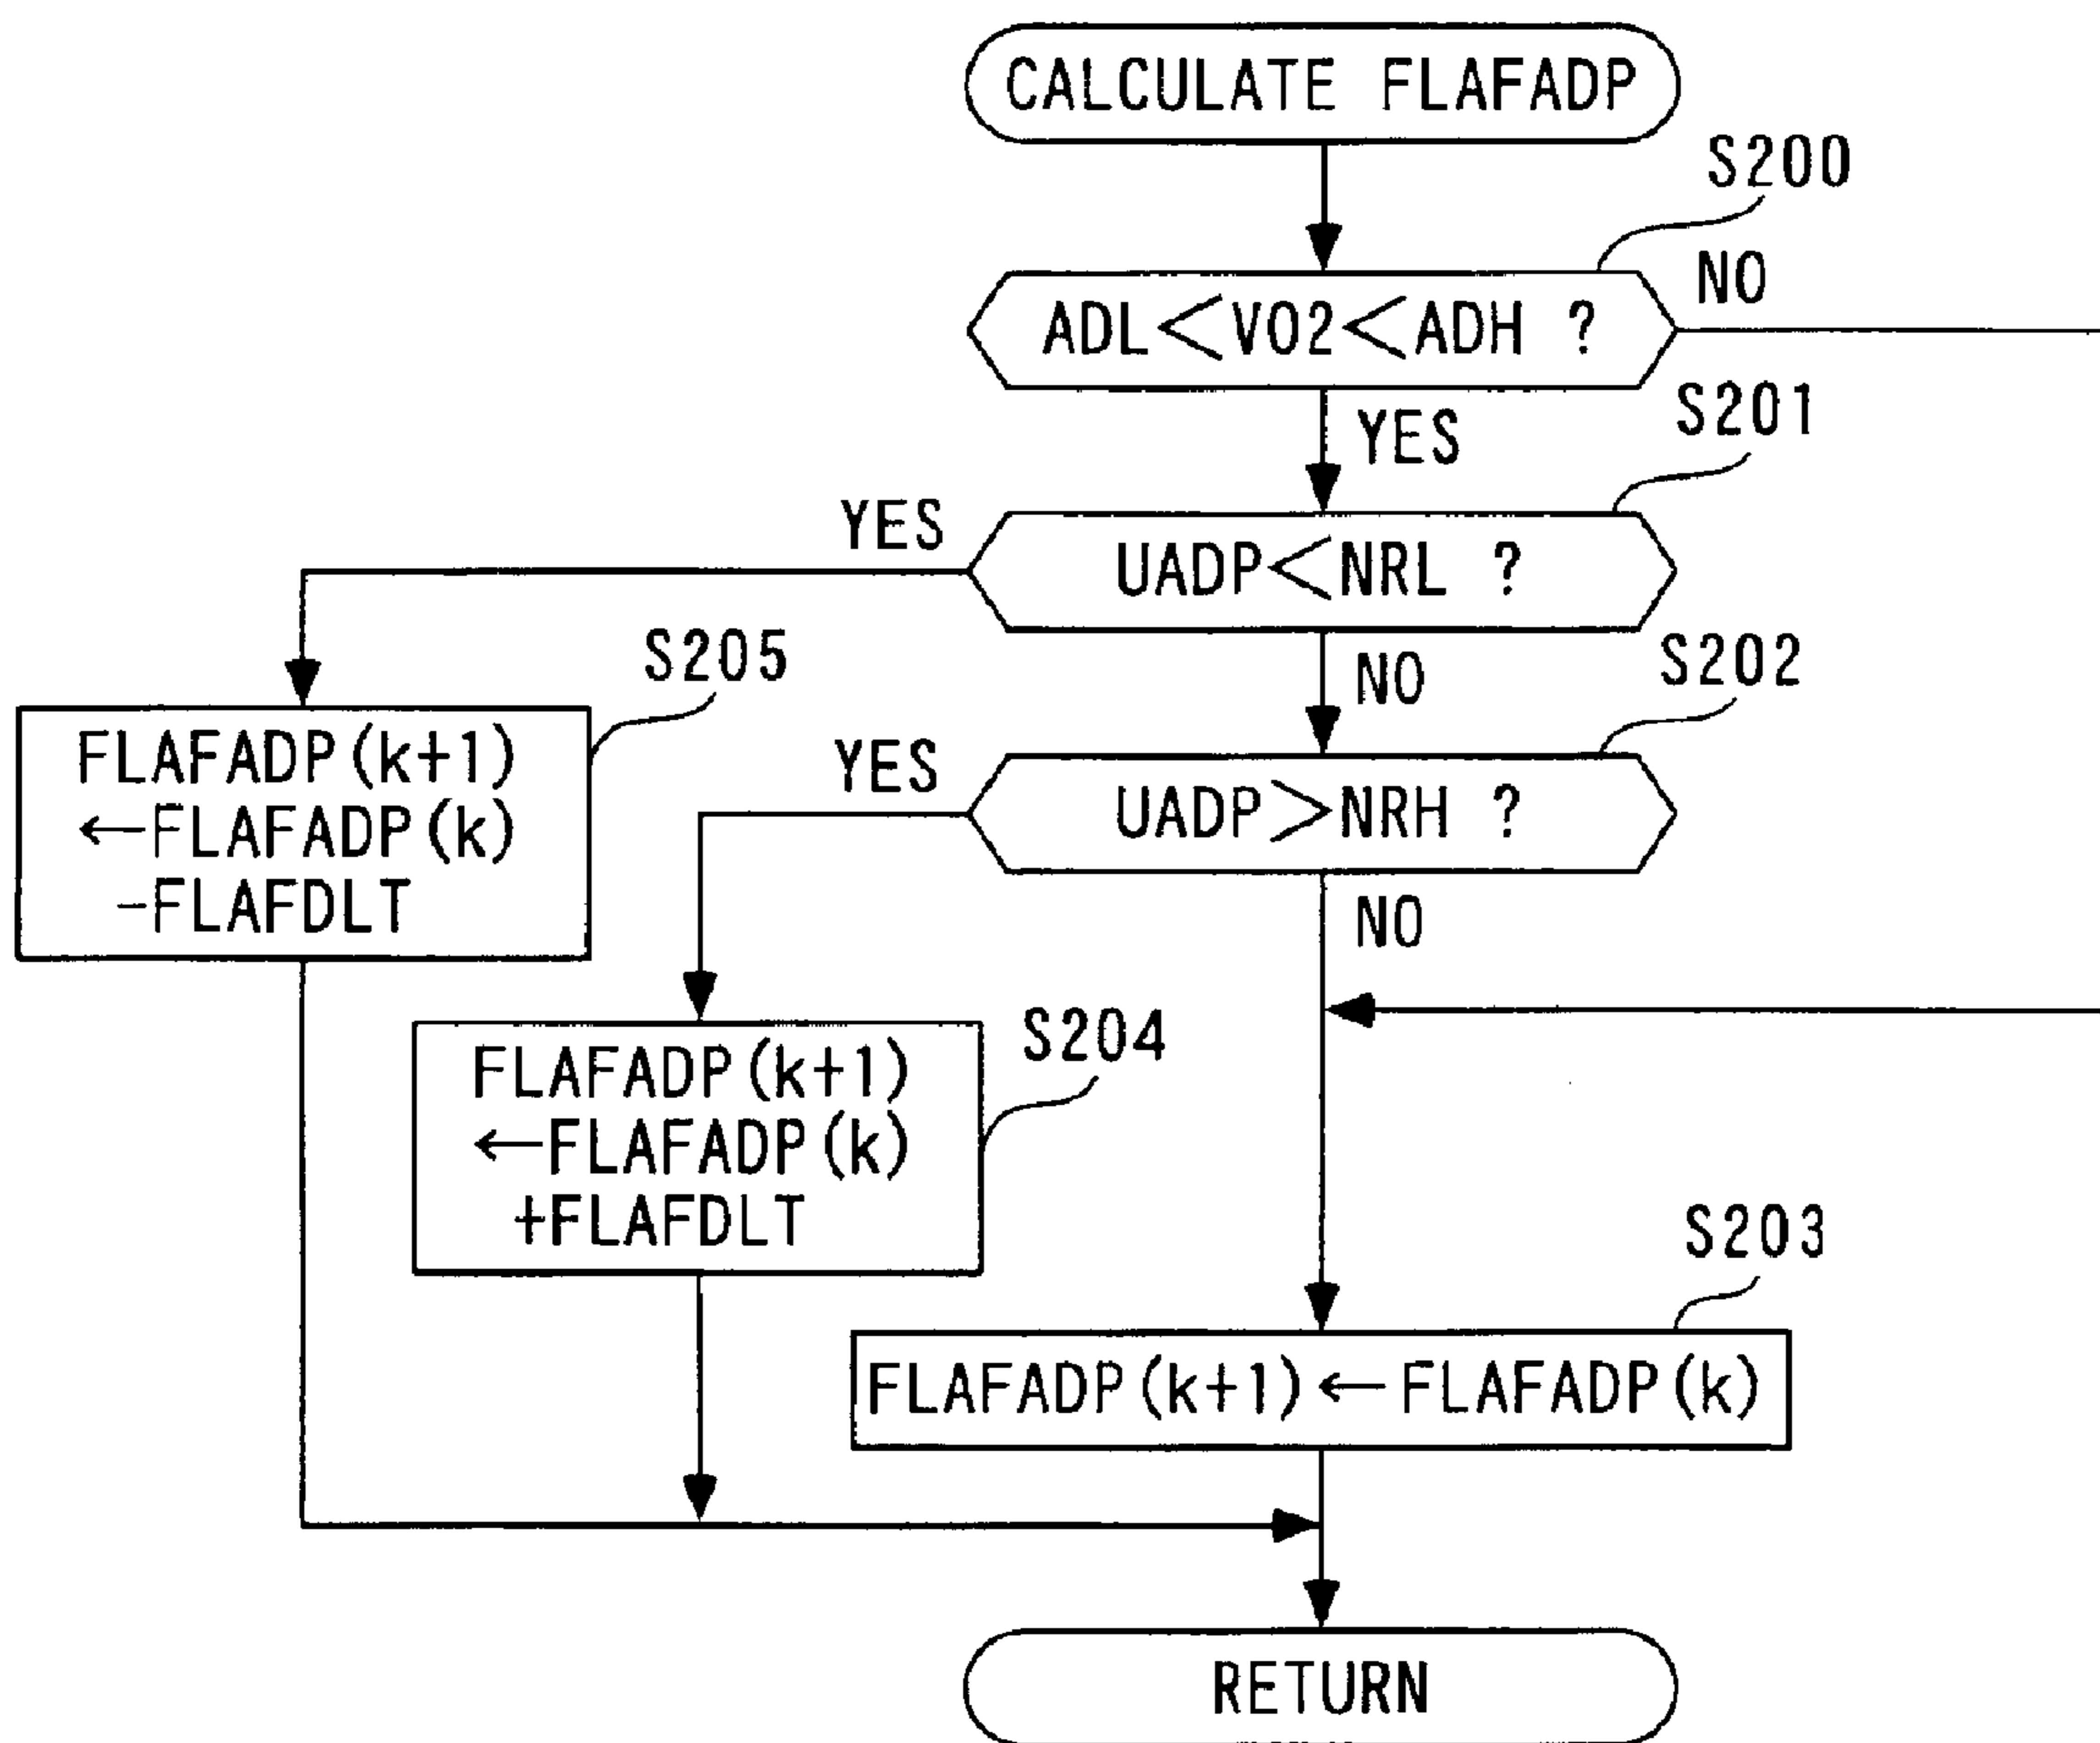 CALCULATE FLAFADP
S200
ADL<VO2<ADH ?
NO
YES
S201
UADP<NRL ?
YES
NO
S202
UADP>NRH ?
YES
NO
S205
FLAFADP(k+1)
←FLAFADP(k)
-FLAFDLT
S204
FLAFADP(k+1)
←FLAFADP(k)
+FLAFDLT
S203
FLAFADP(k+1)←FLAFADP(k)
RETURN